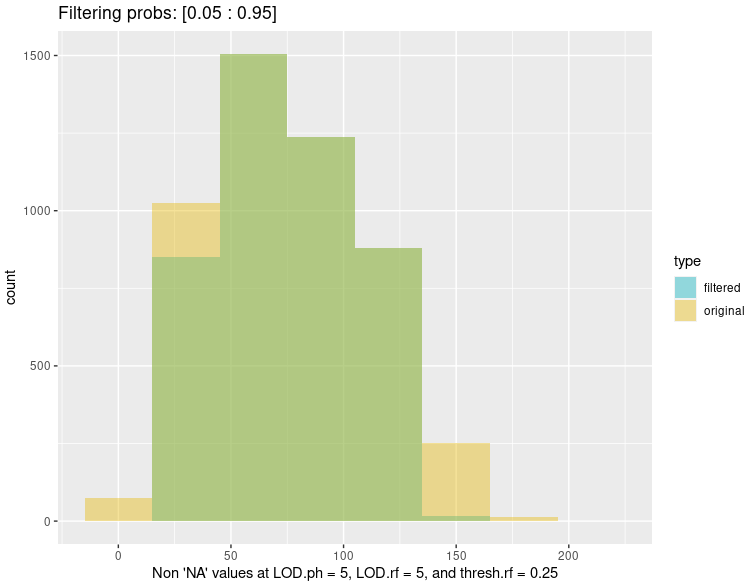 Filtering probs: [0.05 : 0.95]
1500
1000
500
0
count
0 50 100 150 200
Non 'NA' values at LOD.ph = 5, LOD.rf = 5, and thresh.rf = 0.25
type
filtered
original